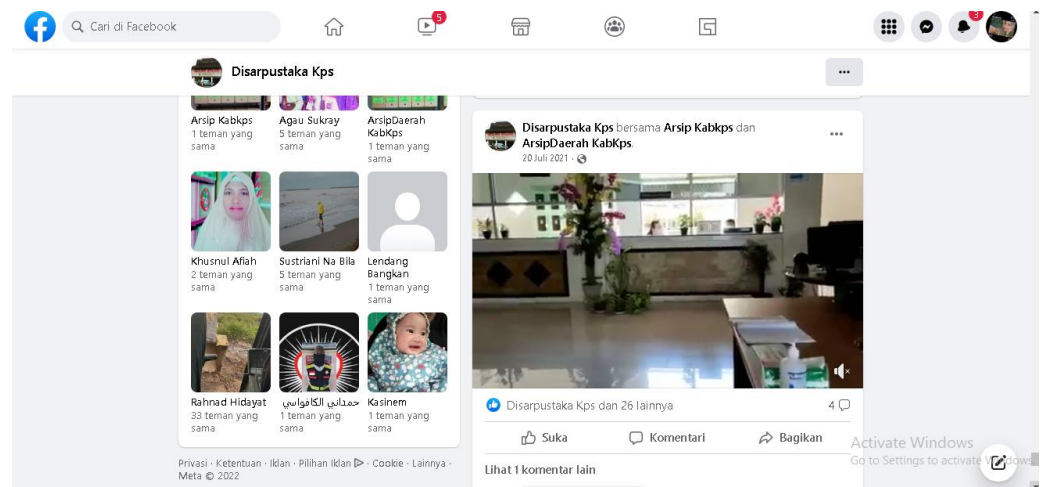 Cari di Facebook
5
3
Disarpustaka Kps
Arsip Kabkps
1 teman yang
sama
Agau Sukray
5 teman yang
sama
ArsipDaerah
KabKps
1 teman yang
sama
Khusnul Afiah
2 teman yang
sama
Sustriani Na Bila
5 teman yang
sama
Lendang
Bangkan
1 teman yang
sama
Rahnad Hidayat
33 teman yang
sama
حمداني الكافواسي
1 teman yang
sama
Kasinem
1 teman yang
sama
Privasi · Ketentuan · Iklan · Pilihan Iklan · Cookie · Lainnya ·
Meta © 2022
Disarpustaka Kps bersama Arsip Kabkps dan
ArsipDaerah KabKps.
20 Juli 2021 ·
Disarpustaka Kps dan 26 lainnya
4
Suka
Komentari
Bagikan
Lihat 1 komentar lain
Activate Windows
Go to Settings to activate Windows